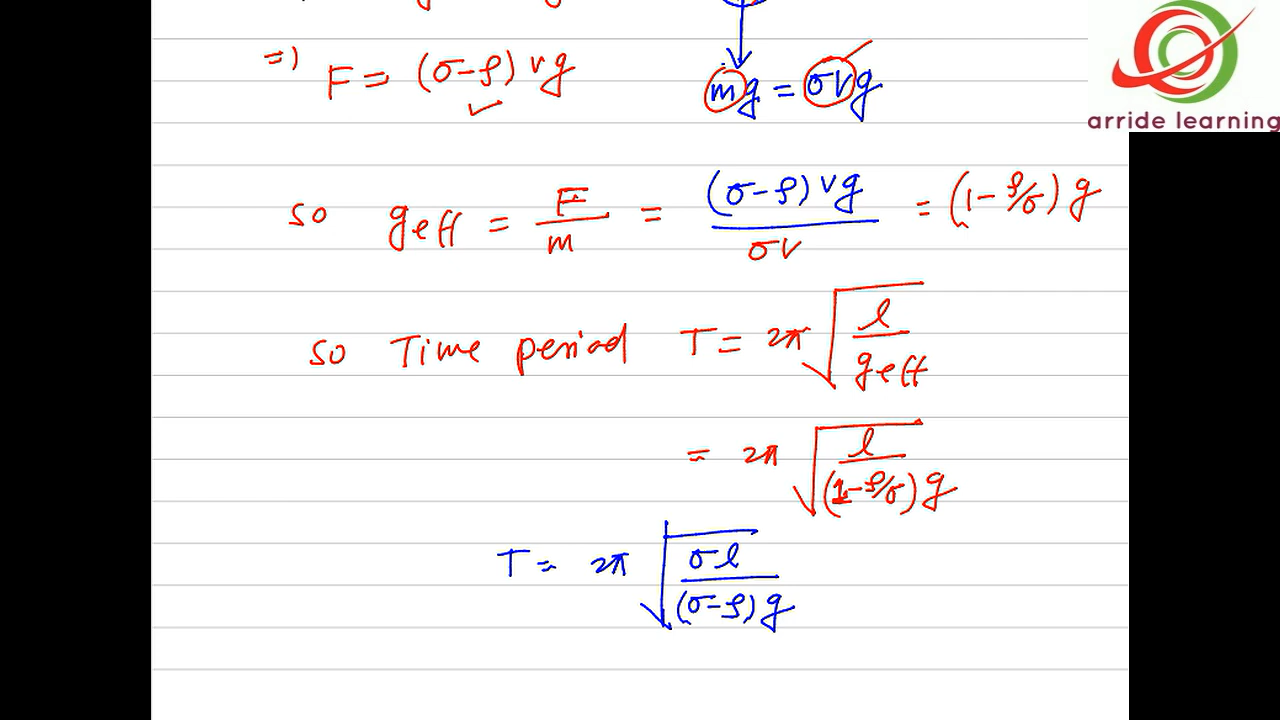 =) F = (σ-ρ) vg
mg = σvg
arride learning
so geff = F/m = (σ-ρ)vg/σv = (1-ρ/σ) g
so Time period T = 2π √(l/geff)
= 2π √(l/(1-ρ/σ)g)
T = 2π √(σl/(σ-ρ)g)